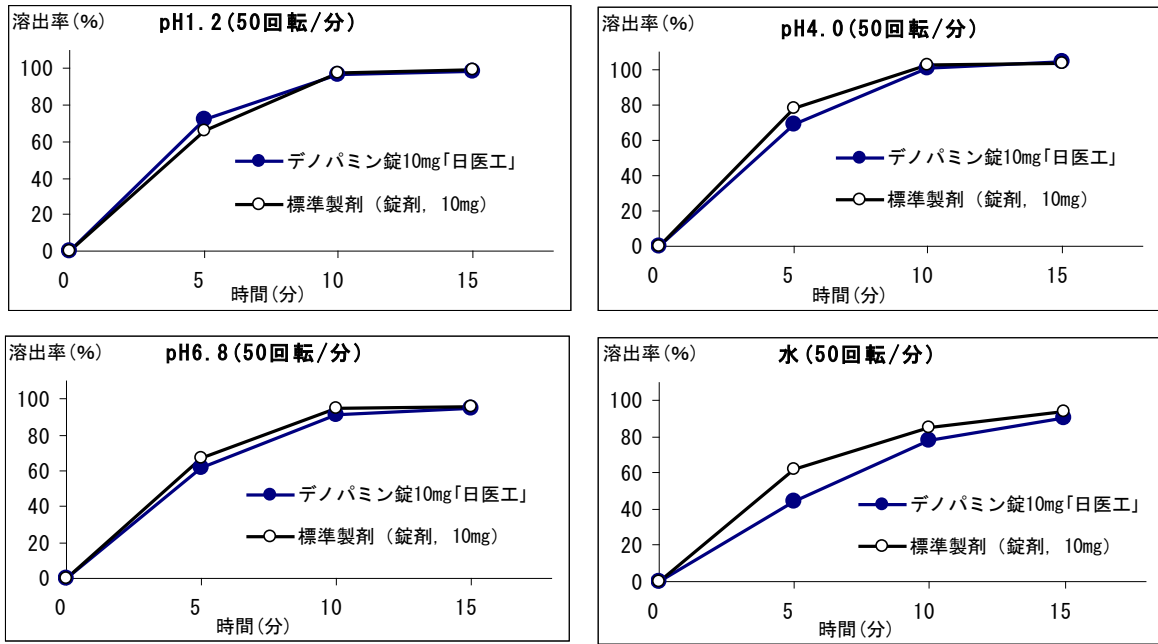 溶出率(%)
pH1.2(50回転/分)
100
80
60
40
20
0
デノパミン錠10mg「日医工」
標準製剤（錠剤, 10mg）
0
5
10
15
時間(分)
溶出率(%)
pH4.0(50回転/分)
100
80
60
40
20
0
デノパミン錠10mg「日医工」
標準製剤（錠剤, 10mg）
0
5
10
15
時間(分)
溶出率(%)
pH6.8(50回転/分)
100
80
60
40
20
0
デノパミン錠10mg「日医工」
標準製剤（錠剤, 10mg）
0
5
10
15
時間(分)
溶出率(%)
水(50回転/分)
100
80
60
40
20
0
デノパミン錠10mg「日医工」
標準製剤（錠剤, 10mg）
0
5
10
15
時間(分)